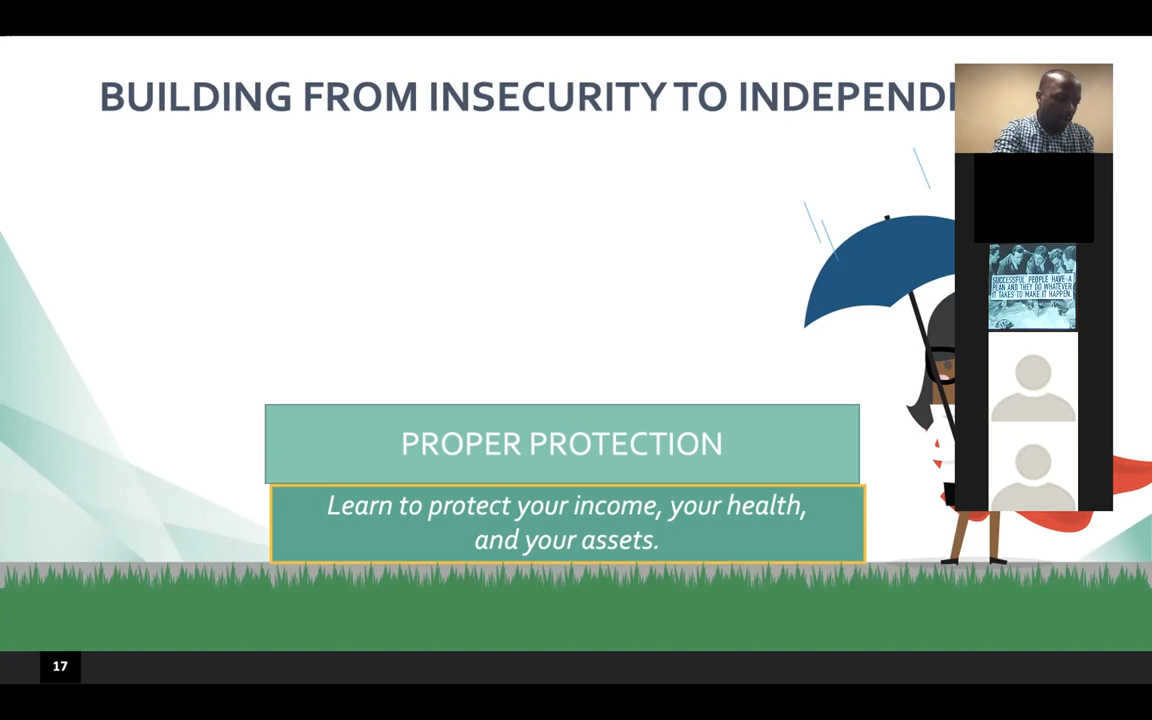 BUILDING FROM INSECURITY TO INDEPEND
SUCCESSFUL PEOPLE HAVE A
PLAN AND THEY DO WHATEVER
IT TAKES TO MAKE IT HAPPEN.
PROPER PROTECTION
Learn to protect your income, your health,
and your assets.
17